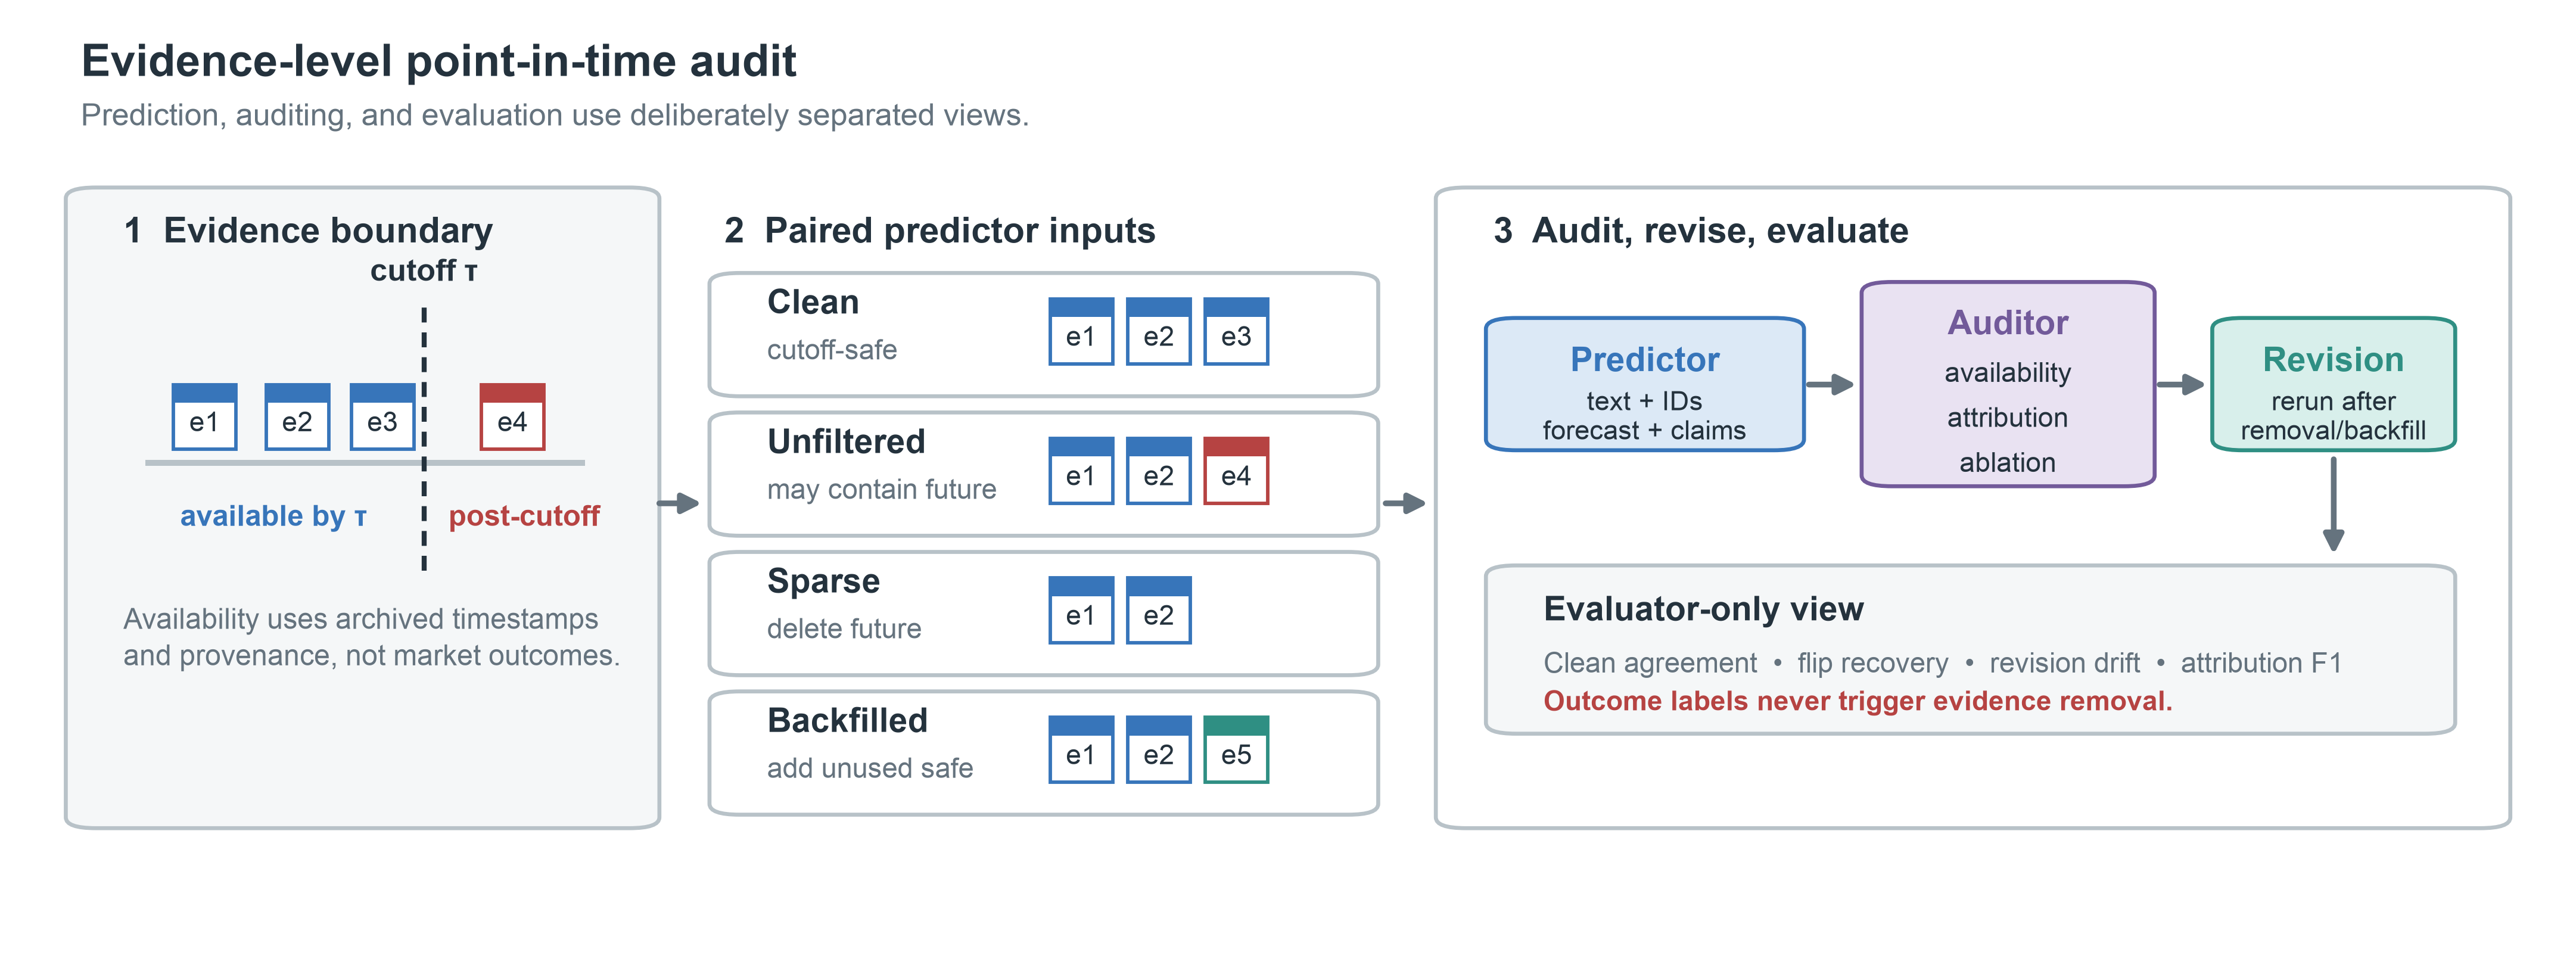 Evidence-level point-in-time audit
Prediction, auditing, and evaluation use deliberately separated views.
1 Evidence boundary
cutoff τ
e1 e2 e3 e4
available by τ post-cutoff
Availability uses archived timestamps
and provenance, not market outcomes.
2 Paired predictor inputs
Clean
cutoff-safe
e1 e2 e3
Unfiltered
may contain future
e1 e2 e4
Sparse
delete future
e1 e2
Backfilled
add unused safe
e1 e2 e5
3 Audit, revise, evaluate
Predictor
text + IDs
forecast + claims
Auditor
availability
attribution
ablation
Revision
rerun after
removal/backfill
Evaluator-only view
Clean agreement • flip recovery • revision drift • attribution F1
Outcome labels never trigger evidence removal.